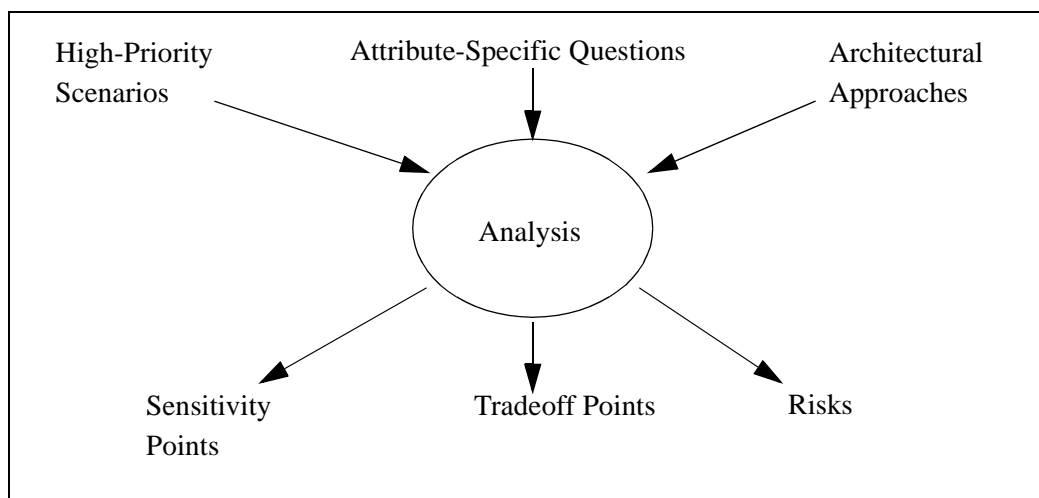 High-Priority
Scenarios
Attribute-Specific Questions
Architectural
Approaches
Analysis
Sensitivity
Points
Tradeoff Points
Risks